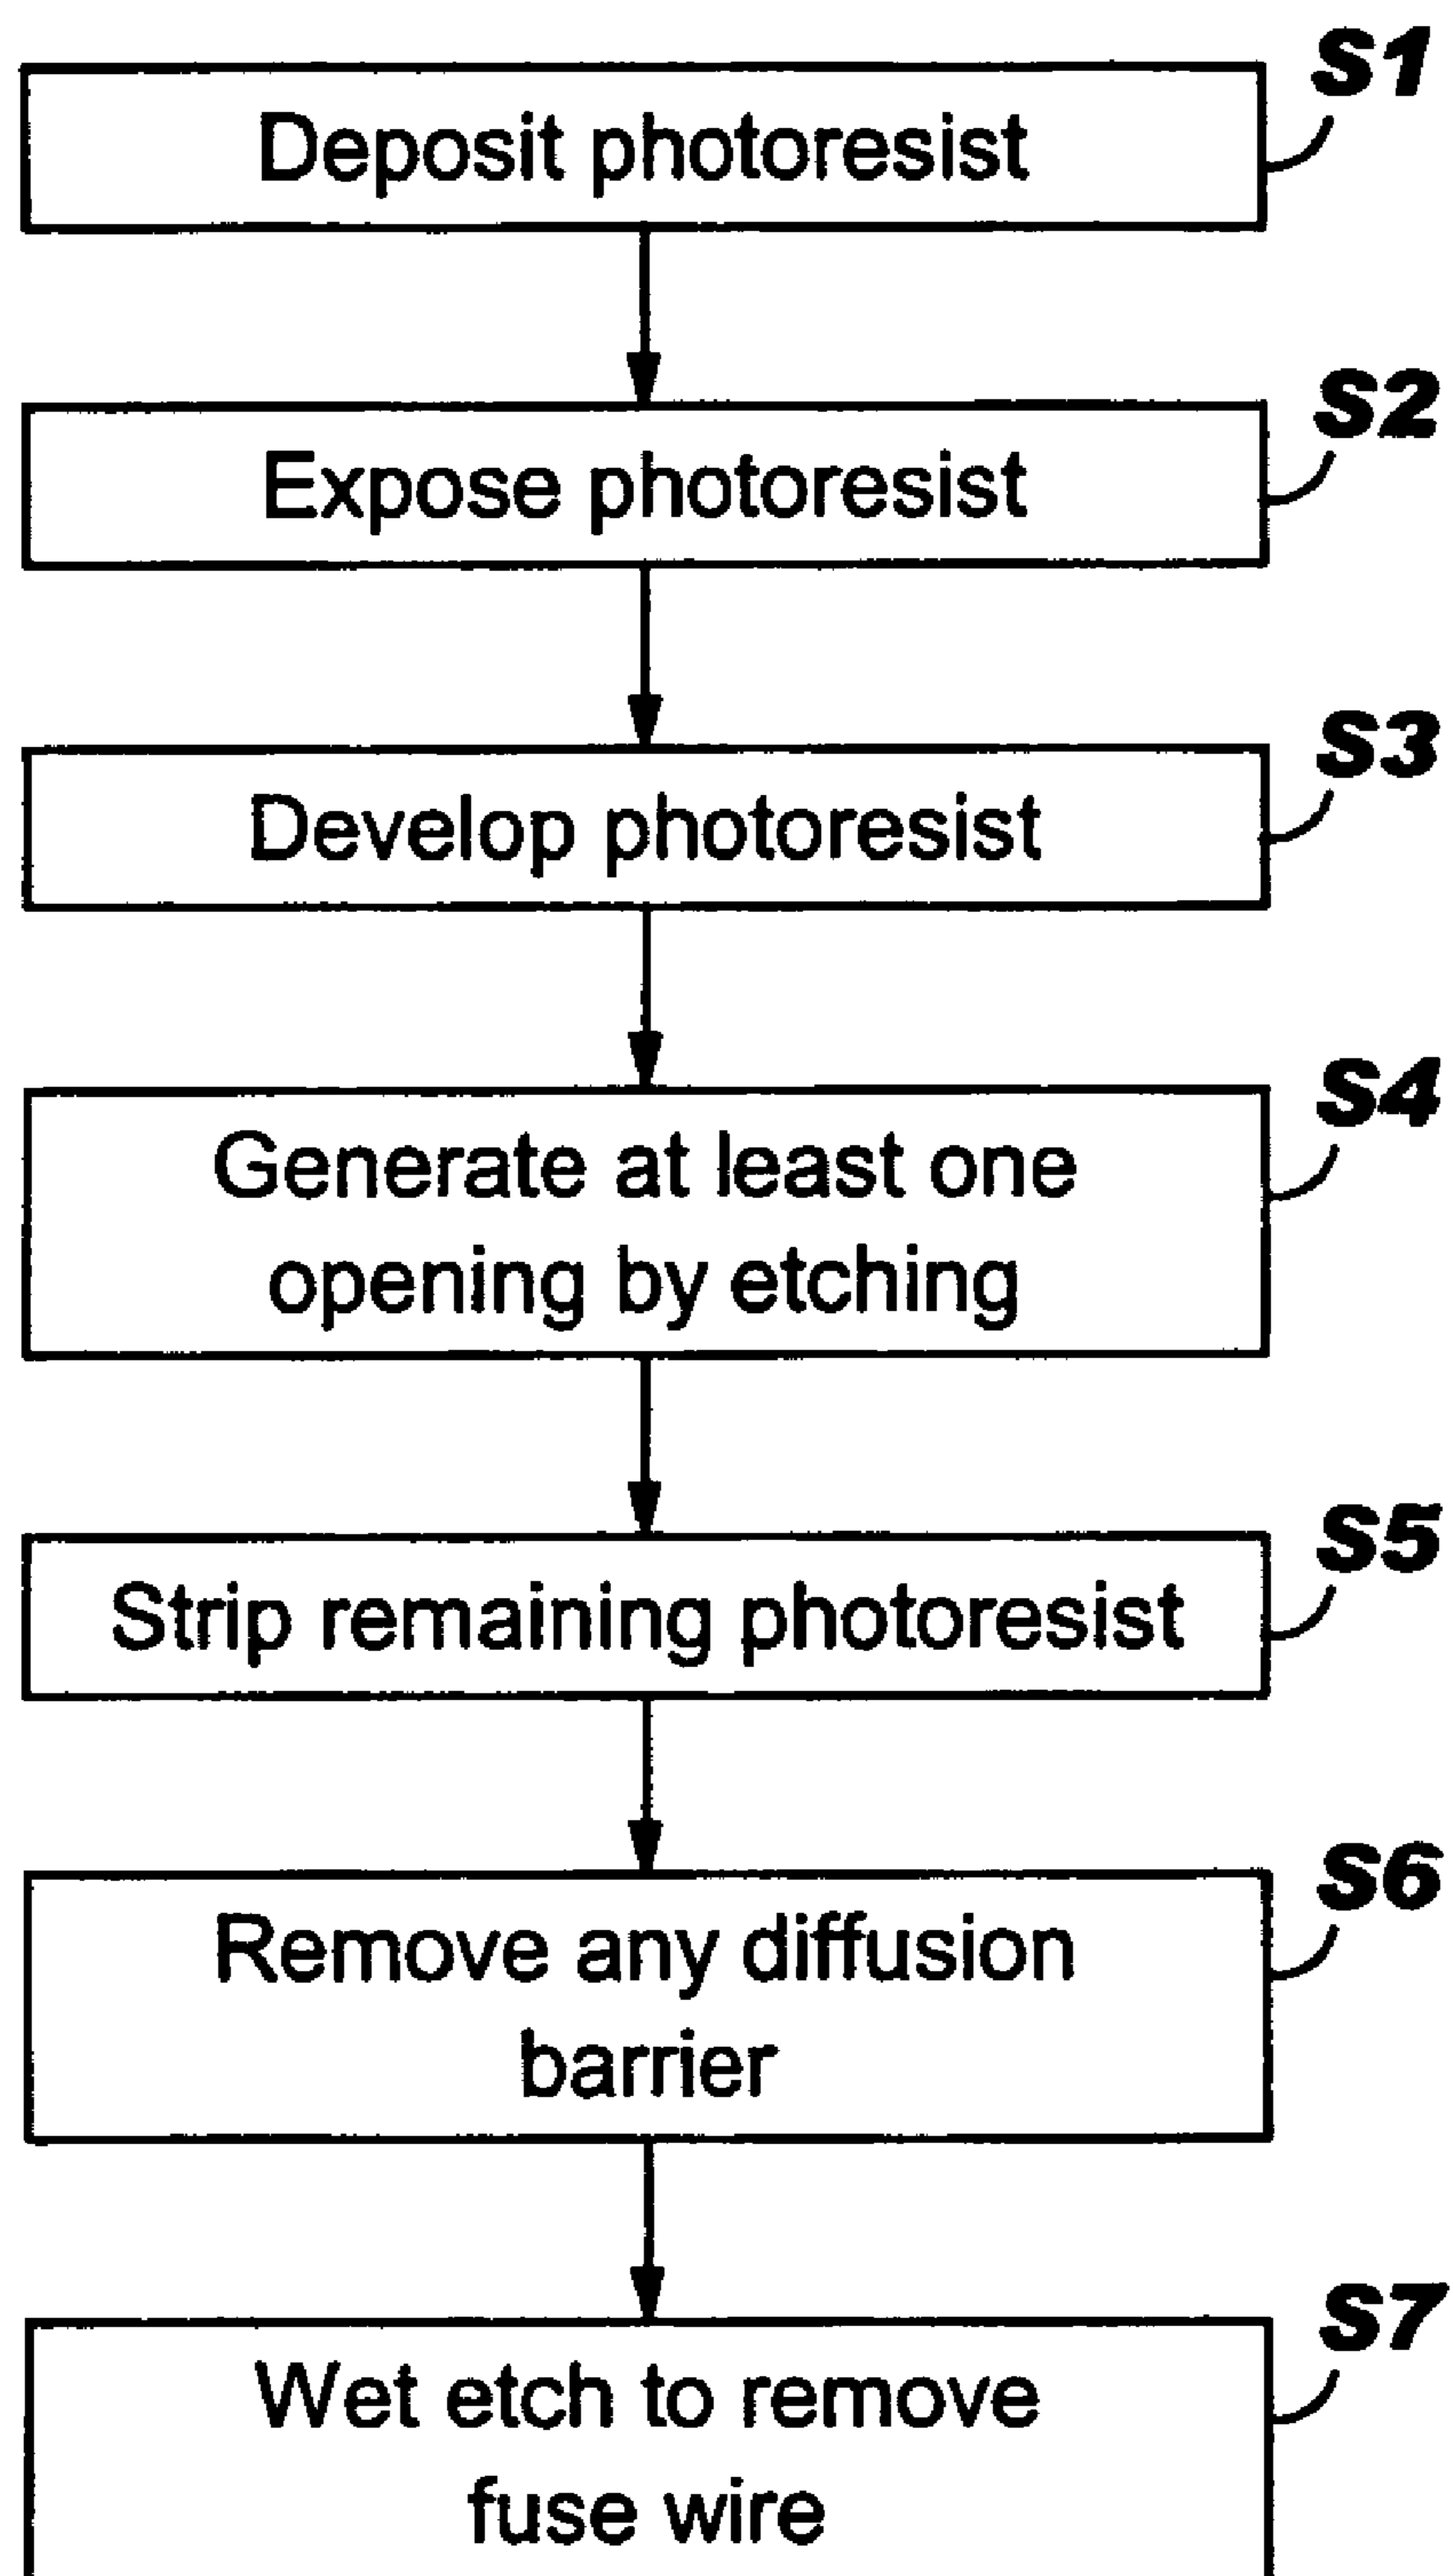 S1
Deposit photoresist
S2
Expose photoresist
S3
Develop photoresist
S4
Generate at least one
opening by etching
S5
Strip remaining photoresist
S6
Remove any diffusion
barrier
S7
Wet etch to remove
fuse wire